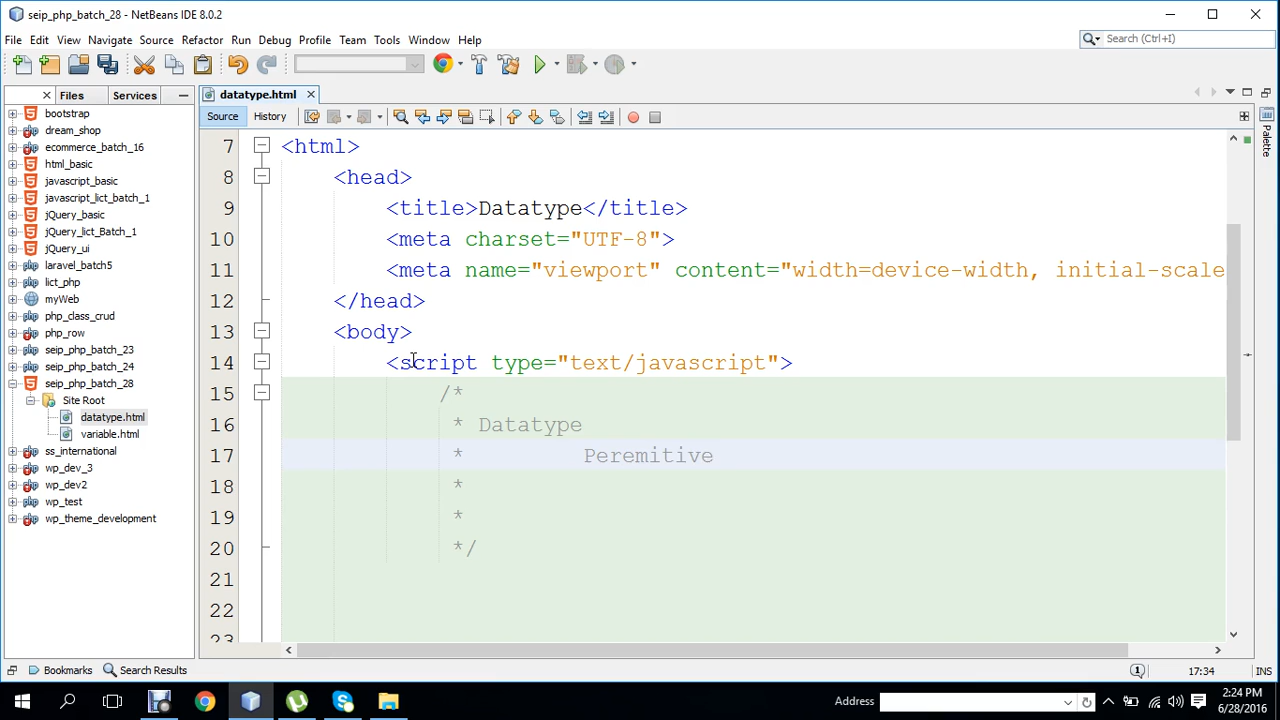 seip_php_batch_28 - NetBeans IDE 8.0.2
File Edit View Navigate Source Refactor Run Debug Profile Team Tools Window Help
Search (Ctrl+I)
Files Services
datatype.html
Source History
bootstrap
dream_shop
ecommerce_batch_16
html_basic
javascript_basic
javascript_lict_batch_1
jQuery_basic
jQuery_lict_Batch_1
jQuery_ui
laravel_batch5
lict_php
myWeb
php_class_crud
php_row
seip_php_batch_23
seip_php_batch_24
seip_php_batch_28
Site Root
datatype.html
variable.html
ss_international
wp_dev_3
wp_dev2
wp_test
wp_theme_development
7 <html>
8 <head>
9 <title>Datatype</title>
10 <meta charset="UTF-8">
11 <meta name="viewport" content="width=device-width, initial-scale
12 </head>
13 <body>
14 <script type="text/javascript">
15 /*
16 * Datatype
17 * Peremitive
18 *
19 *
20 */
21
22
23
Palette
Bookmarks Search Results
1
17:34 INS
Address
2:24 PM
6/28/2016